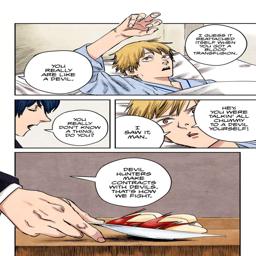 I GUESS IT
ATTACHED
ITSELF WHEN
YOU GOT A
BLOOD
TRANSFUSION.
YOU
REALLY
ARE LIKE
A DEVIL.
YOU
REALLY
DON'T KNOW
A THING,
DO YOU?
HEY,
YOU WERE
TALKIN' ALL
CHUMMY
TO A DEVIL
YOURSELF!
I
SAW IT,
MAN.
DEVIL
HUNTERS
MAKE
CONTRACTS
WITH DEVILS.
THAT'S HOW
WE FIGHT.